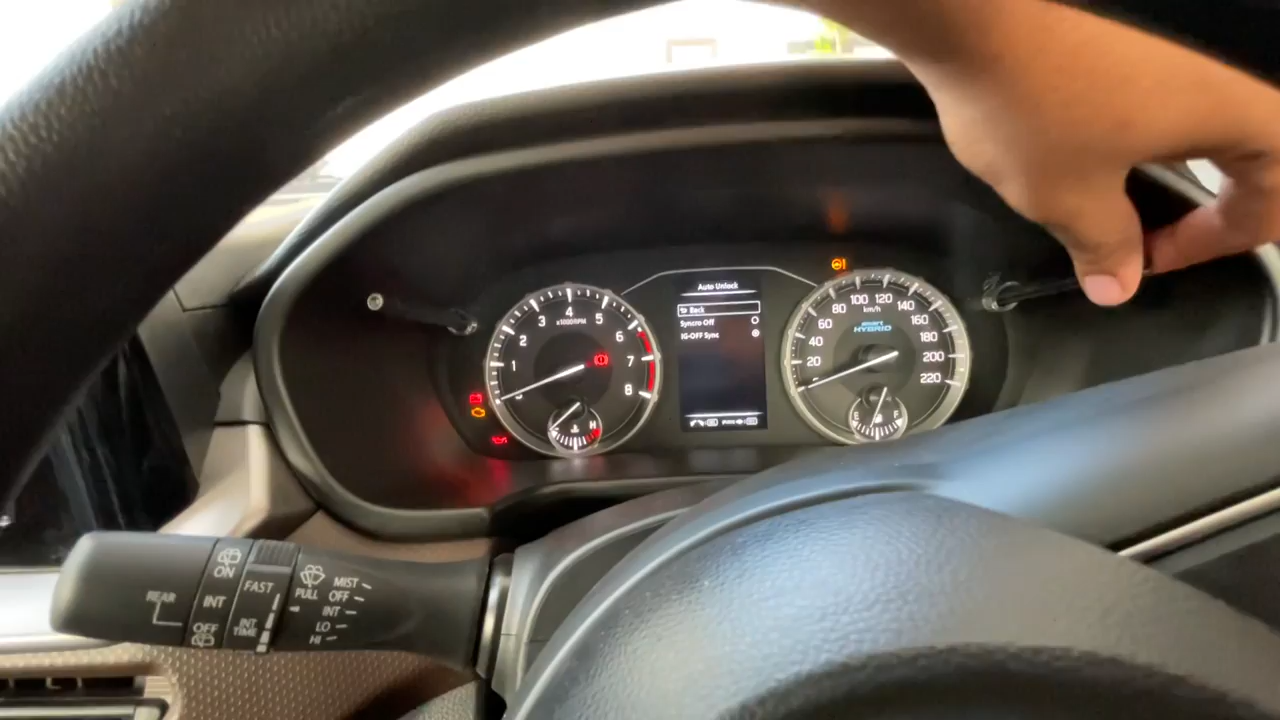 Auto Unlock
Back
Syncro Off
IG-OFF Sync
1
2
3
4
5
6
7
8
x1000RPM
H
20
40
60
80
100
120
140
160
180
200
220
km/h
smart
HYBRID
E
F
REAR
ON
INT
OFF
FAST
INT
TIME
PULL
MIST
OFF
INT
LO
HI